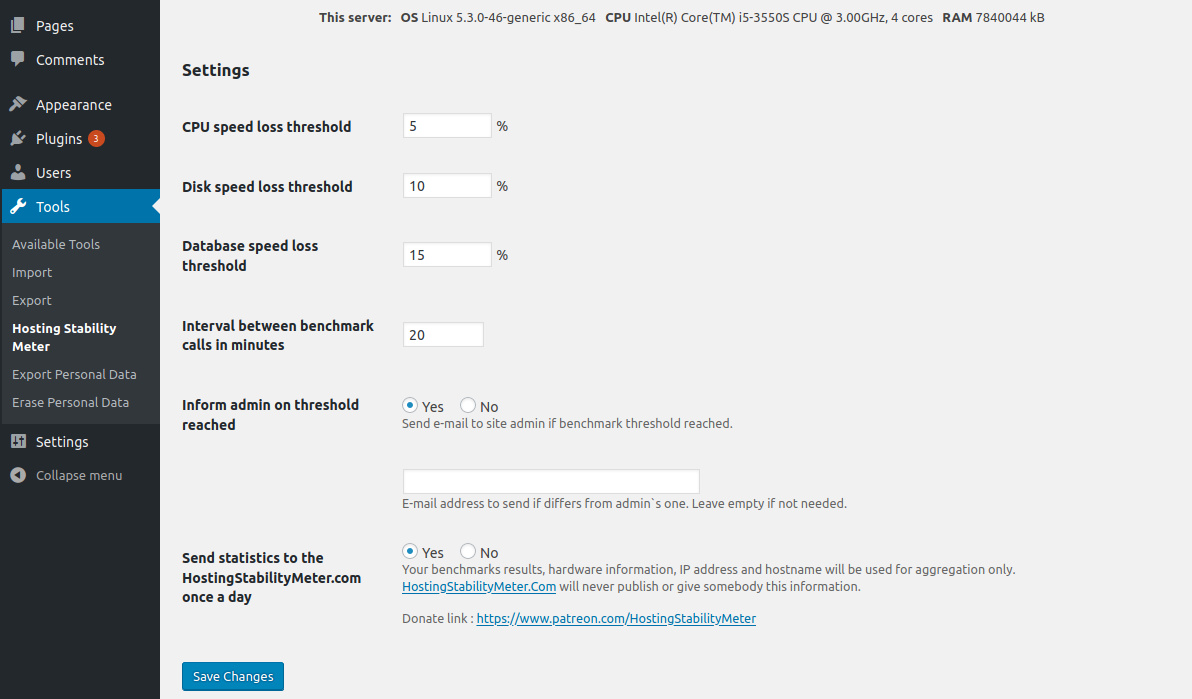 Pages
Comments
Appearance
Plugins 3
Users
Tools
Available Tools
Import
Export
Hosting Stability
Meter
Export Personal Data
Erase Personal Data
Settings
Collapse menu
This server: OS Linux 5.3.0-46-generic x86_64 CPU Intel(R) Core(TM) i5-3550S CPU @ 3.00GHz, 4 cores RAM 7840044 kB
Settings
CPU speed loss threshold 5 %
Disk speed loss threshold 10 %
Database speed loss
threshold
15 %
Interval between benchmark
calls in minutes
20
Inform admin on threshold
reached
Yes No
Send e-mail to site admin if benchmark threshold reached.
E-mail address to send if differs from admin`s one. Leave empty if not needed.
Send statistics to the
HostingStabilityMeter.com
once a day
Yes No
Your benchmarks results, hardware information, IP address and hostname will be used for aggregation only.
HostingStabilityMeter.Com will never publish or give somebody this information.
Donate link : https://www.patreon.com/HostingStabilityMeter
Save Changes